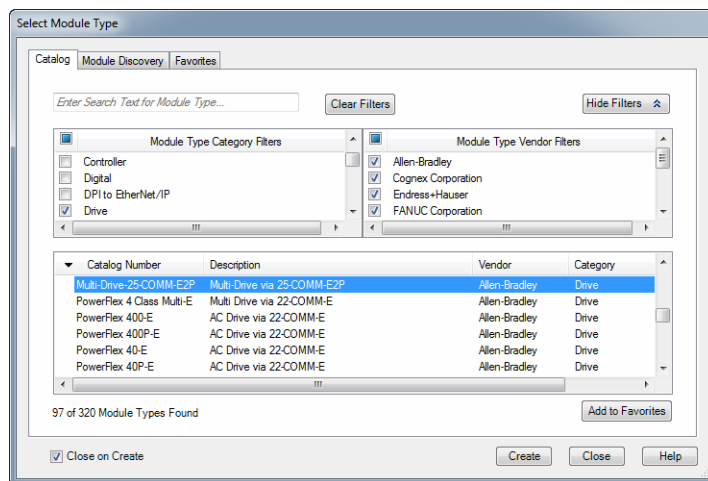 Select Module Type
Catalog Module Discovery Favorites
Enter Search Text for Module Type... Clear Filters Hide Filters
Module Type Category Filters Module Type Vendor Filters
Controller Allen-Bradley
Digital Cognex Corporation
DPI to EtherNet/IP Endress+Hauser
Drive FANUC Corporation
Catalog Number Description Vendor Category
Multi-Drive-25-COMM-E2P Multi-Drive via 25-COMM-E2P Allen-Bradley Drive
PowerFlex 4 Class Multi-E Multi Drive via 22-COMM-E Allen-Bradley Drive
PowerFlex 400-E AC Drive via 22-COMM-E Allen-Bradley Drive
PowerFlex 400P-E AC Drive via 22-COMM-E Allen-Bradley Drive
PowerFlex 40-E AC Drive via 22-COMM-E Allen-Bradley Drive
PowerFlex 40P-E AC Drive via 22-COMM-E Allen-Bradley Drive
97 of 320 Module Types Found Add to Favorites
Close on Create Create Close Help